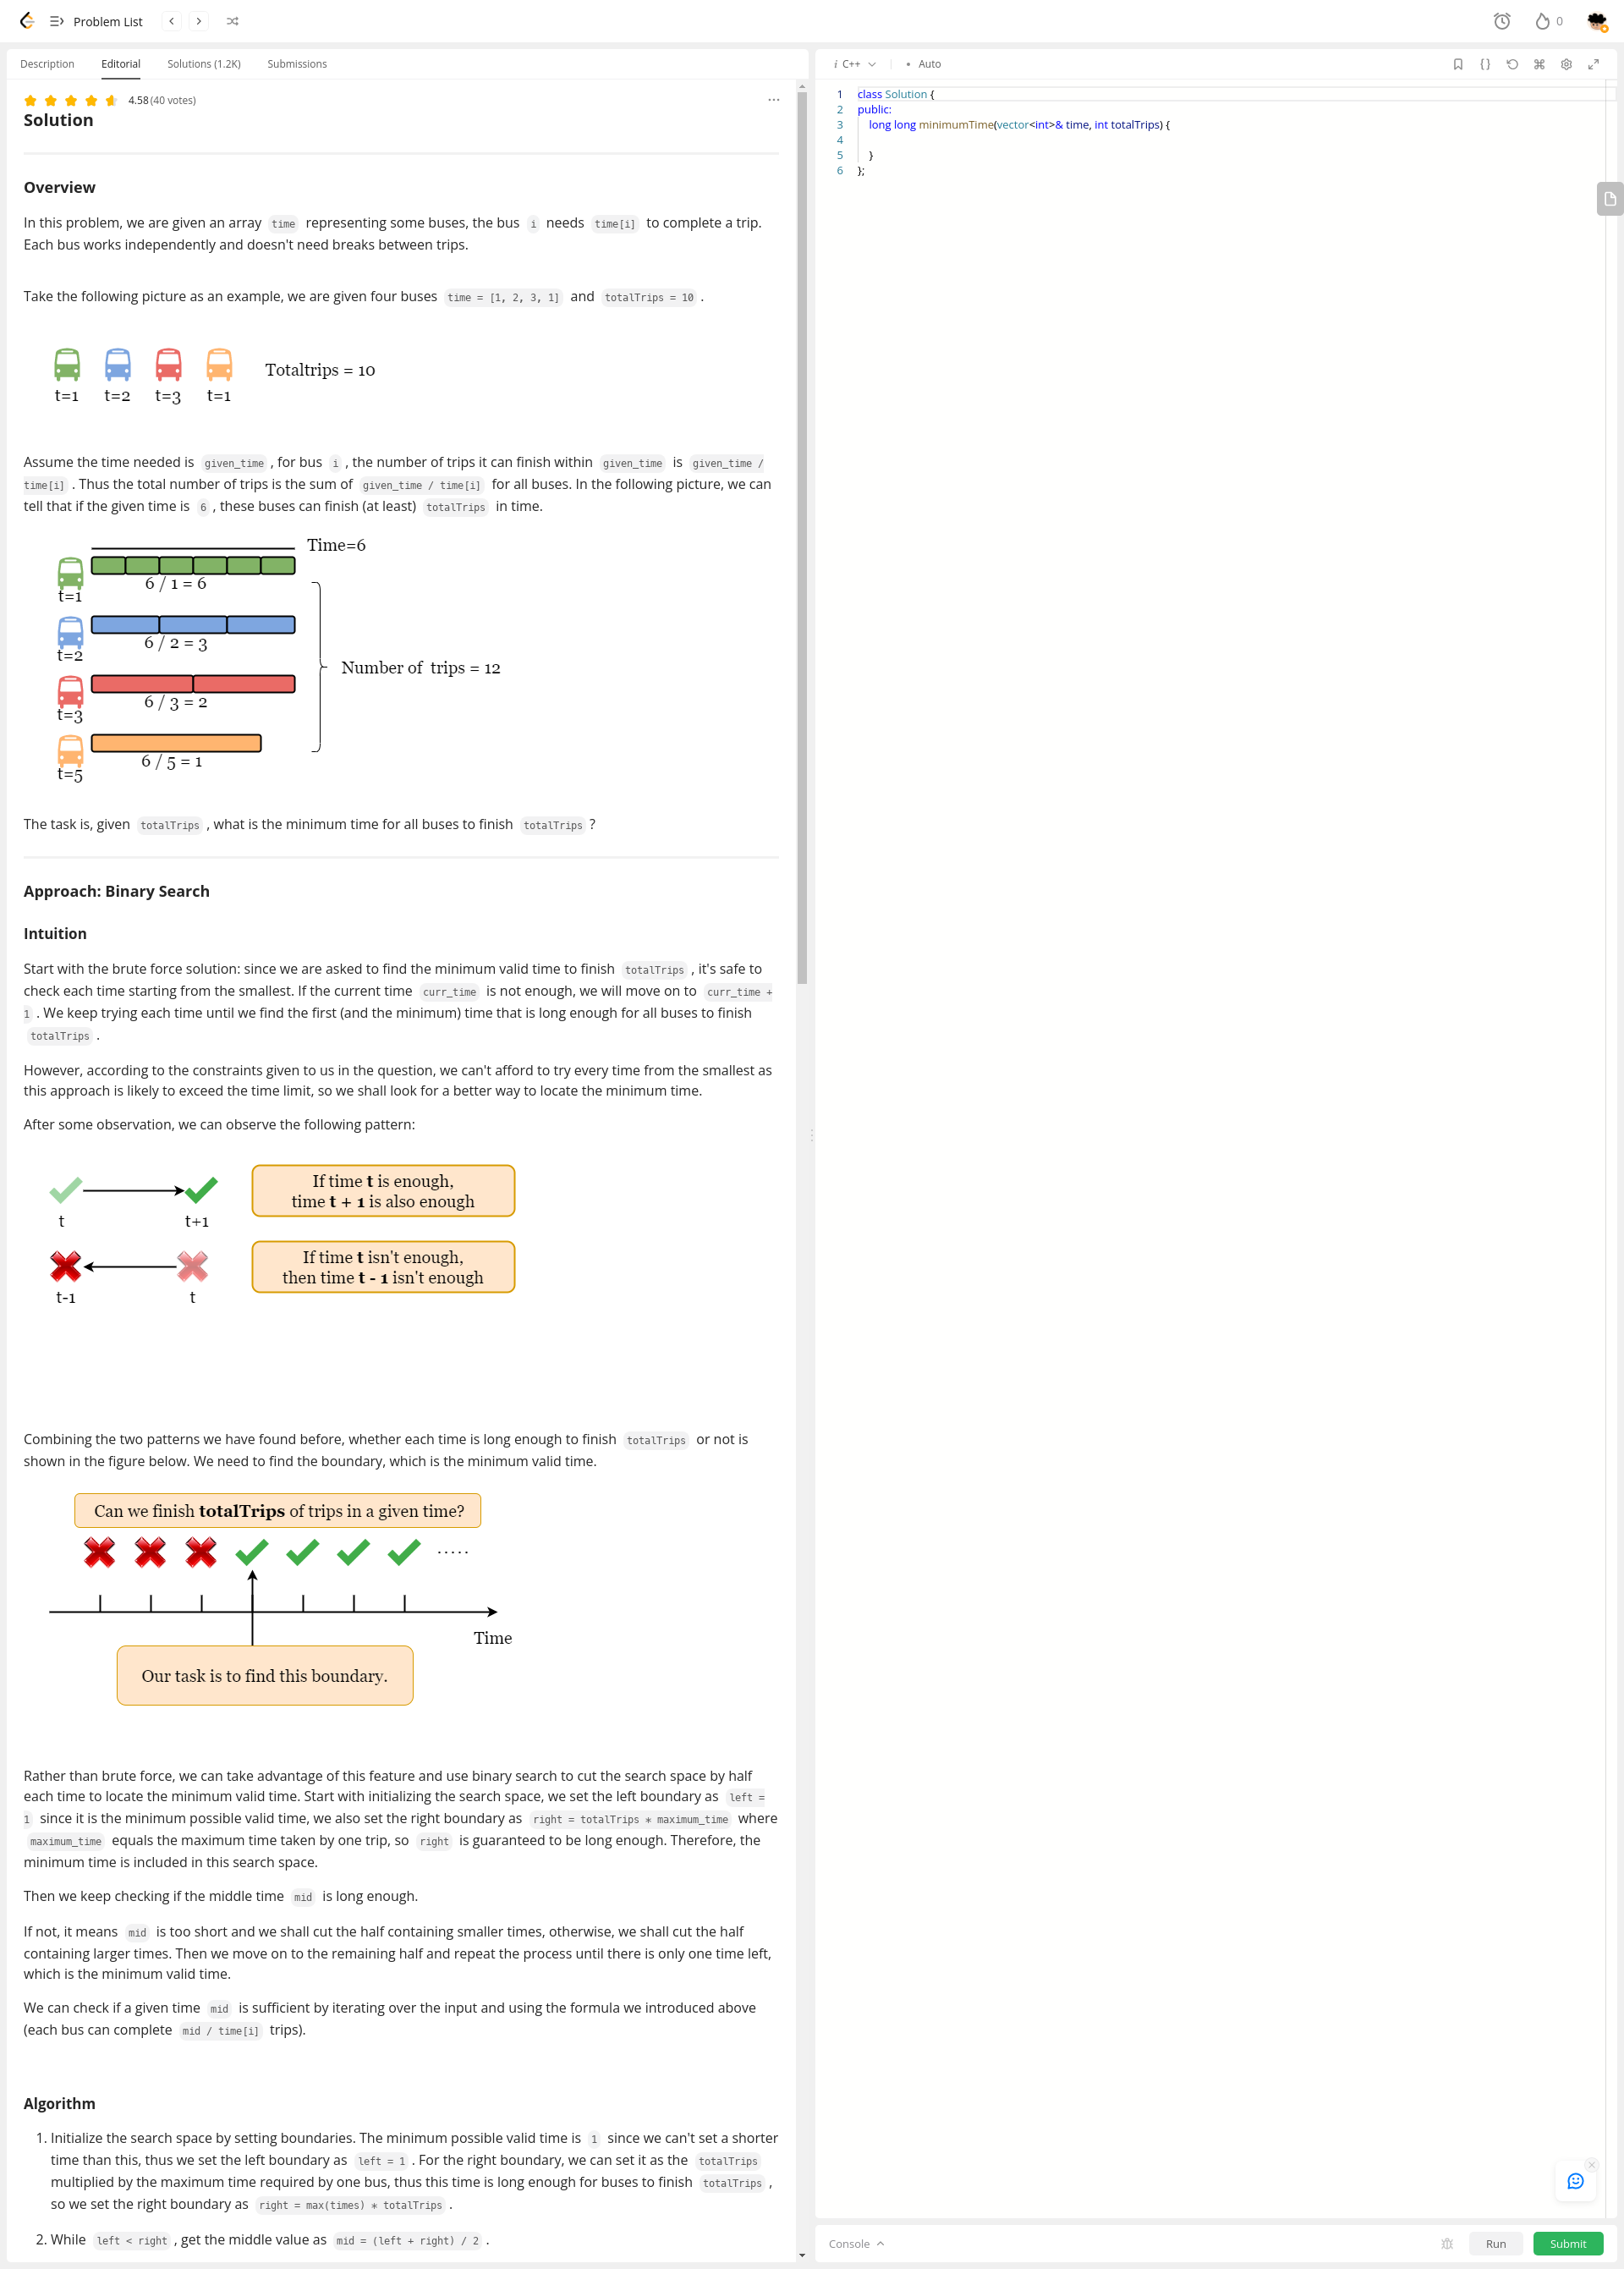 Problem List
0
Description Editorial Solutions (1.2K) Submissions
4.58 (40 votes)
Solution
Overview
In this problem, we are given an array time representing some buses, the bus i needs time[i] to complete a trip.
Each bus works independently and doesn't need breaks between trips.
Take the following picture as an example, we are given four buses time = [1, 2, 3, 1] and totalTrips = 10 .
Totaltrips = 10
t=1 t=2 t=3 t=1
Assume the time needed is given_time , for bus i , the number of trips it can finish within given_time is given_time /
time[i] . Thus the total number of trips is the sum of given_time / time[i] for all buses. In the following picture, we can
tell that if the given time is 6 , these buses can finish (at least) totalTrips in time.
Time=6
6 / 1 = 6
t=1
6 / 2 = 3
t=2
Number of trips = 12
6 / 3 = 2
t=3
6 / 5 = 1
t=5
The task is, given totalTrips , what is the minimum time for all buses to finish totalTrips ?
Approach: Binary Search
Intuition
Start with the brute force solution: since we are asked to find the minimum valid time to finish totalTrips , it's safe to
check each time starting from the smallest. If the current time curr_time is not enough, we will move on to curr_time +
1 . We keep trying each time until we find the first (and the minimum) time that is long enough for all buses to finish
totalTrips .
However, according to the constraints given to us in the question, we can't afford to try every time from the smallest as
this approach is likely to exceed the time limit, so we shall look for a better way to locate the minimum time.
After some observation, we can observe the following pattern:
If time t is enough,
time t + 1 is also enough
t t+1
If time t isn't enough,
then time t - 1 isn't enough
t-1 t
Combining the two patterns we have found before, whether each time is long enough to finish totalTrips or not is
shown in the figure below. We need to find the boundary, which is the minimum valid time.
Can we finish totalTrips of trips in a given time?
.....
Time
Our task is to find this boundary.
Rather than brute force, we can take advantage of this feature and use binary search to cut the search space by half
each time to locate the minimum valid time. Start with initializing the search space, we set the left boundary as left =
1 since it is the minimum possible valid time, we also set the right boundary as right = totalTrips * maximum_time where
maximum_time equals the maximum time taken by one trip, so right is guaranteed to be long enough. Therefore, the
minimum time is included in this search space.
Then we keep checking if the middle time mid is long enough.
If not, it means mid is too short and we shall cut the half containing smaller times, otherwise, we shall cut the half
containing larger times. Then we move on to the remaining half and repeat the process until there is only one time left,
which is the minimum valid time.
We can check if a given time mid is sufficient by iterating over the input and using the formula we introduced above
(each bus can complete mid / time[i] trips).
Algorithm
1. Initialize the search space by setting boundaries. The minimum possible valid time is 1 since we can't set a shorter
time than this, thus we set the left boundary as left = 1 . For the right boundary, we can set it as the totalTrips
multiplied by the maximum time required by one bus, thus this time is long enough for buses to finish totalTrips ,
so we set the right boundary as right = max(times) * totalTrips .
2. While left < right , get the middle value as mid = (left + right) / 2 .
i C++ • Auto
1 class Solution {
2 public:
3 long long minimumTime(vector<int>& time, int totalTrips) {
4
5 }
6 };
Console Run Submit